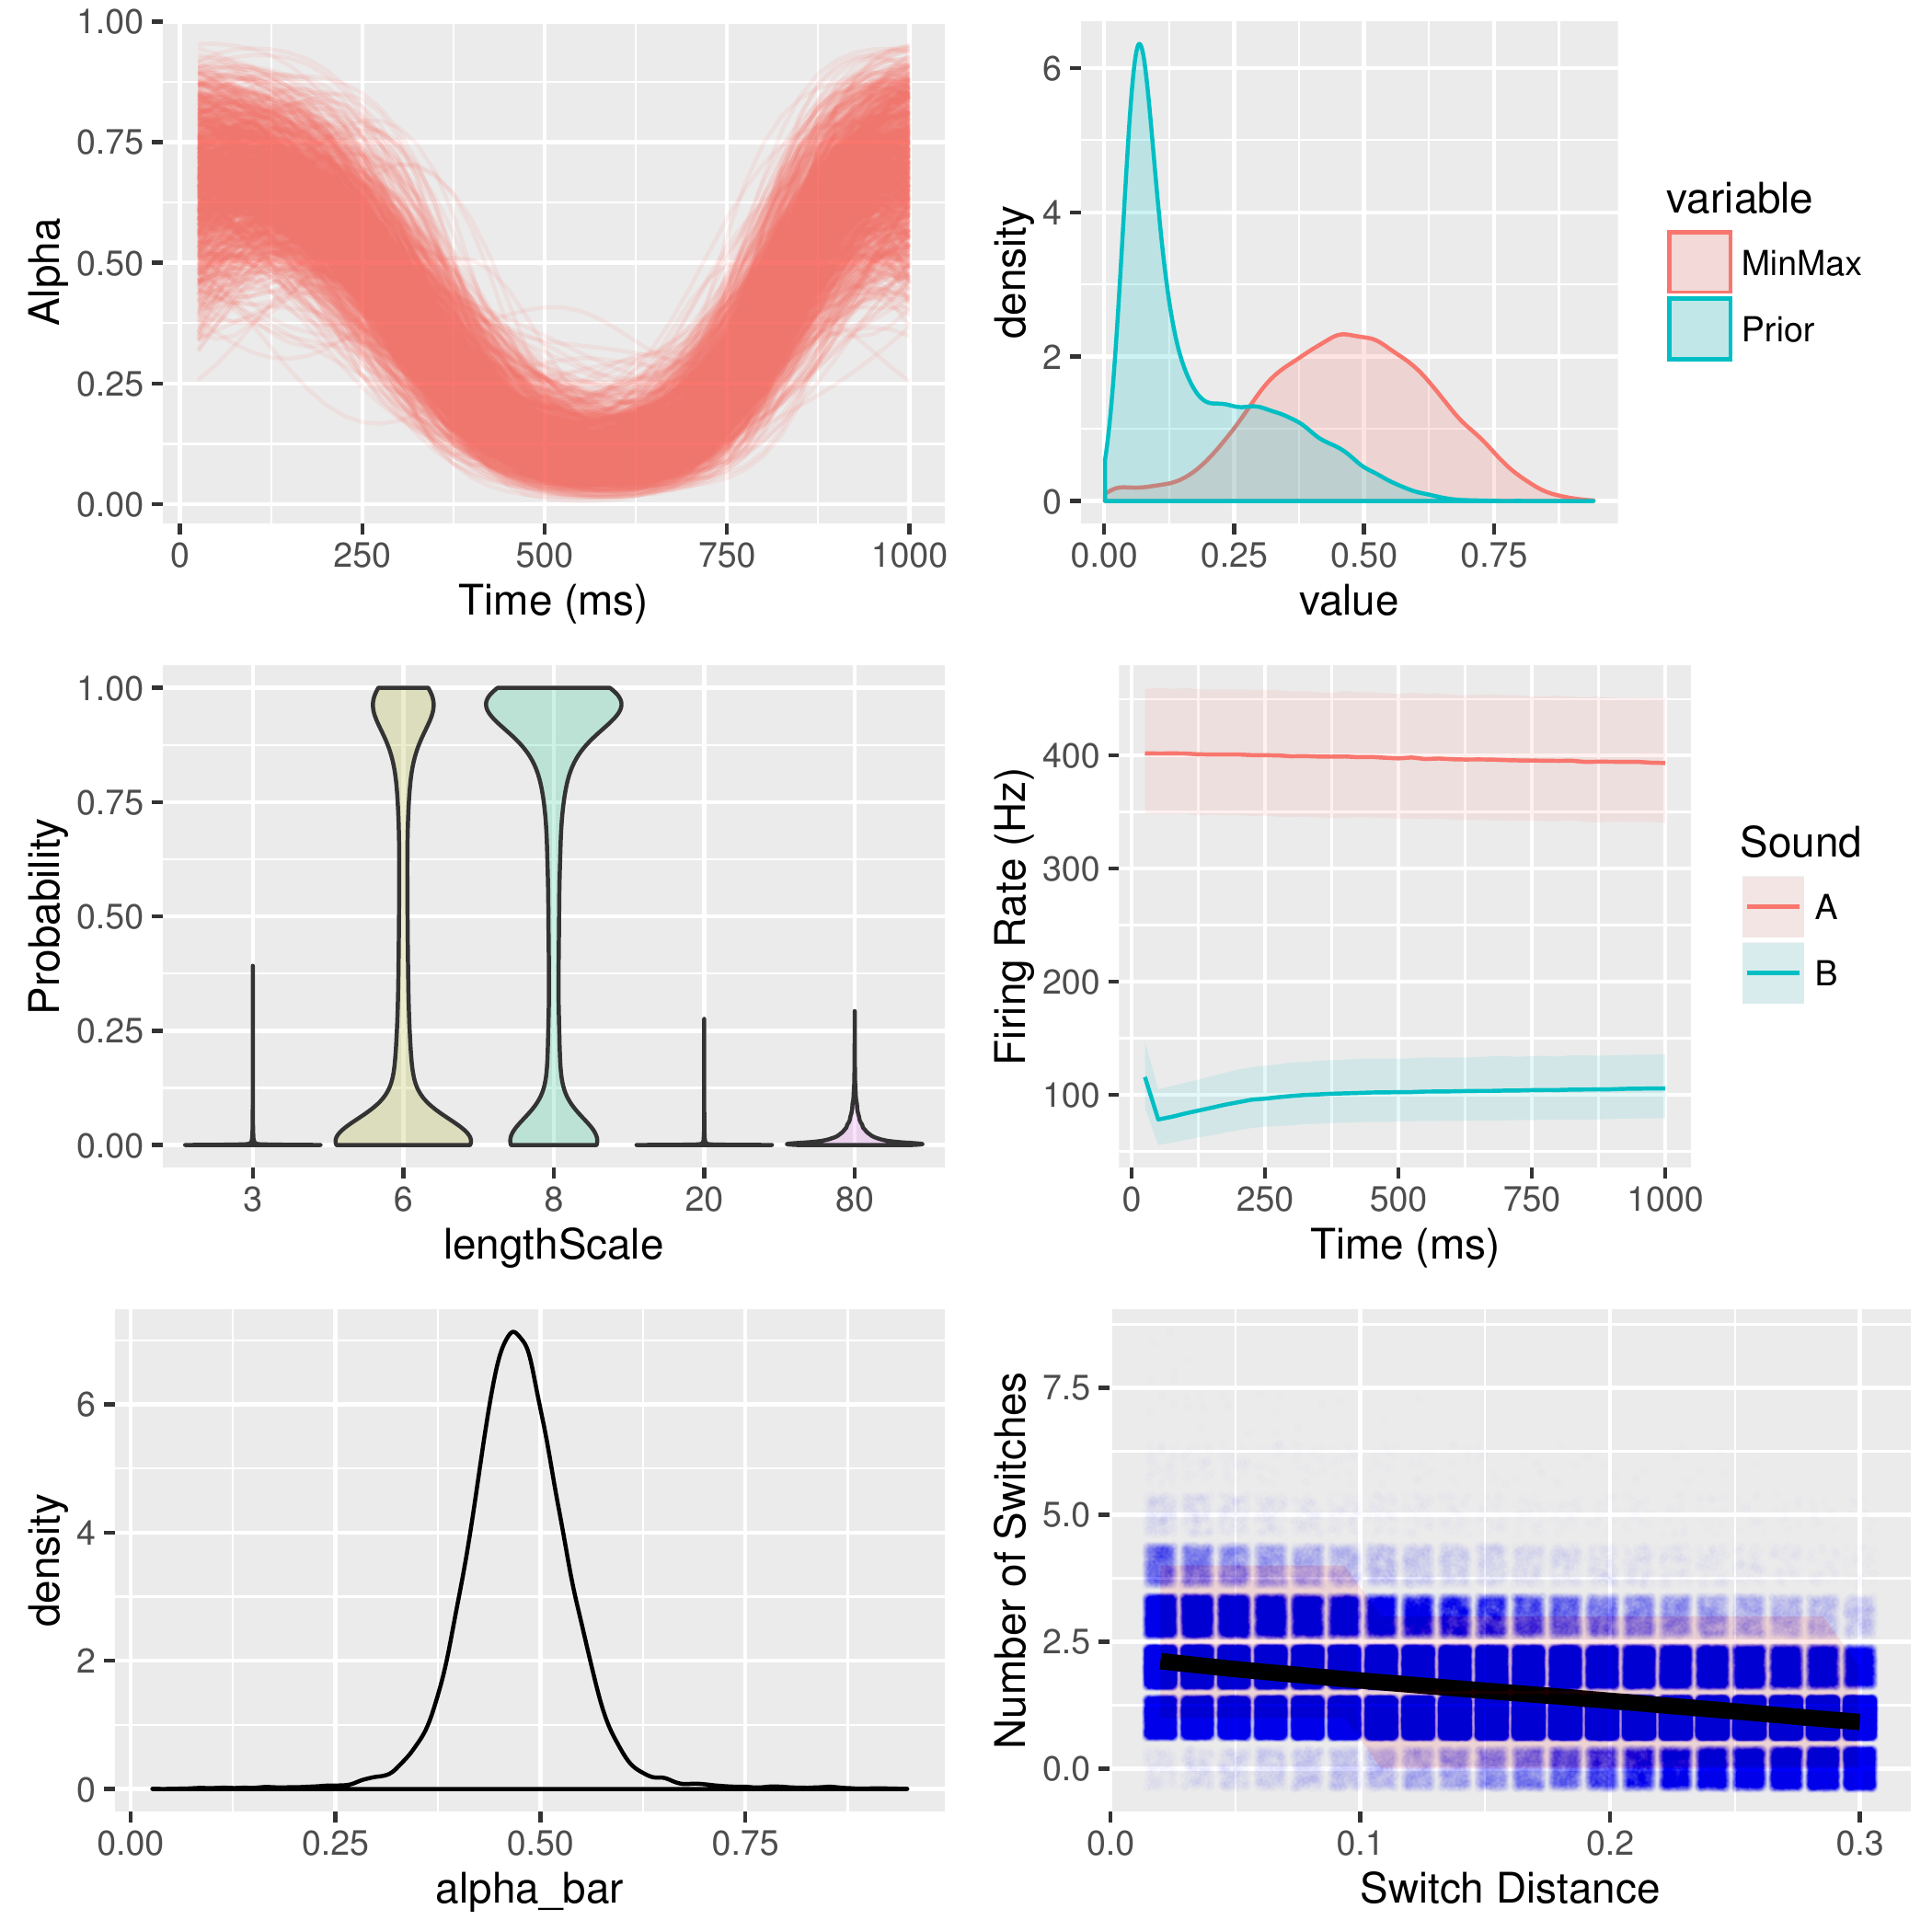 1.00
0.75
0.50
0.25
0.00
Alpha
0 250 500 750 1000
Time (ms)
6
4
2
0
density
0.00 0.25 0.50 0.75
value
variable
MinMax
Prior
1.00
0.75
0.50
0.25
0.00
Probability
3 6 8 20 80
lengthScale
400
300
200
100
Firing Rate (Hz)
0 250 500 750 1000
Time (ms)
Sound
A
B
6
4
2
0
density
0.00 0.25 0.50 0.75
alpha_bar
7.5
5.0
2.5
0.0
Number of Switches
0.0 0.1 0.2 0.3
Switch Distance